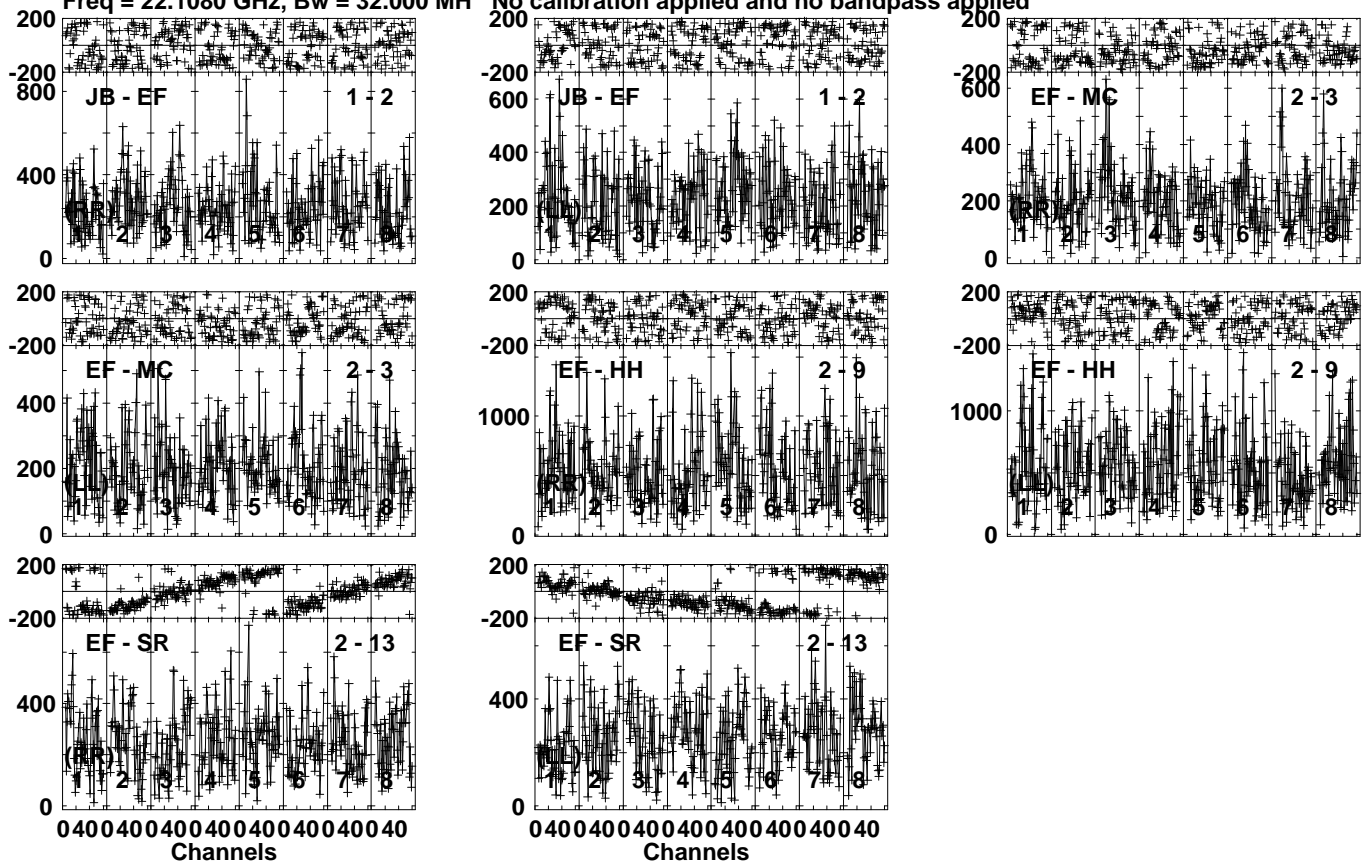 Freq = 22.1080 GHz, Bw = 32.000 MH No calibration applied and no bandpass applied
200 200 200
-200 -200 -200
800 JB - EF 1 - 2 600 JB - EF 1 - 2 600 EF - MC 2 - 3
400 400 400
(RR) 200 (LL) 200 (RR)
1 2 3 4 5 6 7 8 1 2 3 4 5 6 7 8 1 2 3 4 5 6 7 8
0 0 0
200 200 200
-200 -200 -200
EF - MC 2 - 3 EF - HH 2 - 9 EF - HH 2 - 9
400 1000 1000
200
(LL) (RR) (LL)
1 2 3 4 5 6 7 8 1 2 3 4 5 6 7 8 1 2 3 4 5 6 7 8
0 0 0
200 200
-200 -200
EF - SR 2 - 13 EF - SR 2 - 13
400 400
(RR) (LL)
1 2 3 4 5 6 7 8 1 2 3 4 5 6 7 8
0 0
0 40 0 40 0 40 0 40 0 40 0 40 0 40 0 40 0 40 0 40 0 40 0 40 0 40 0 40 0 40 0 40
Channels Channels